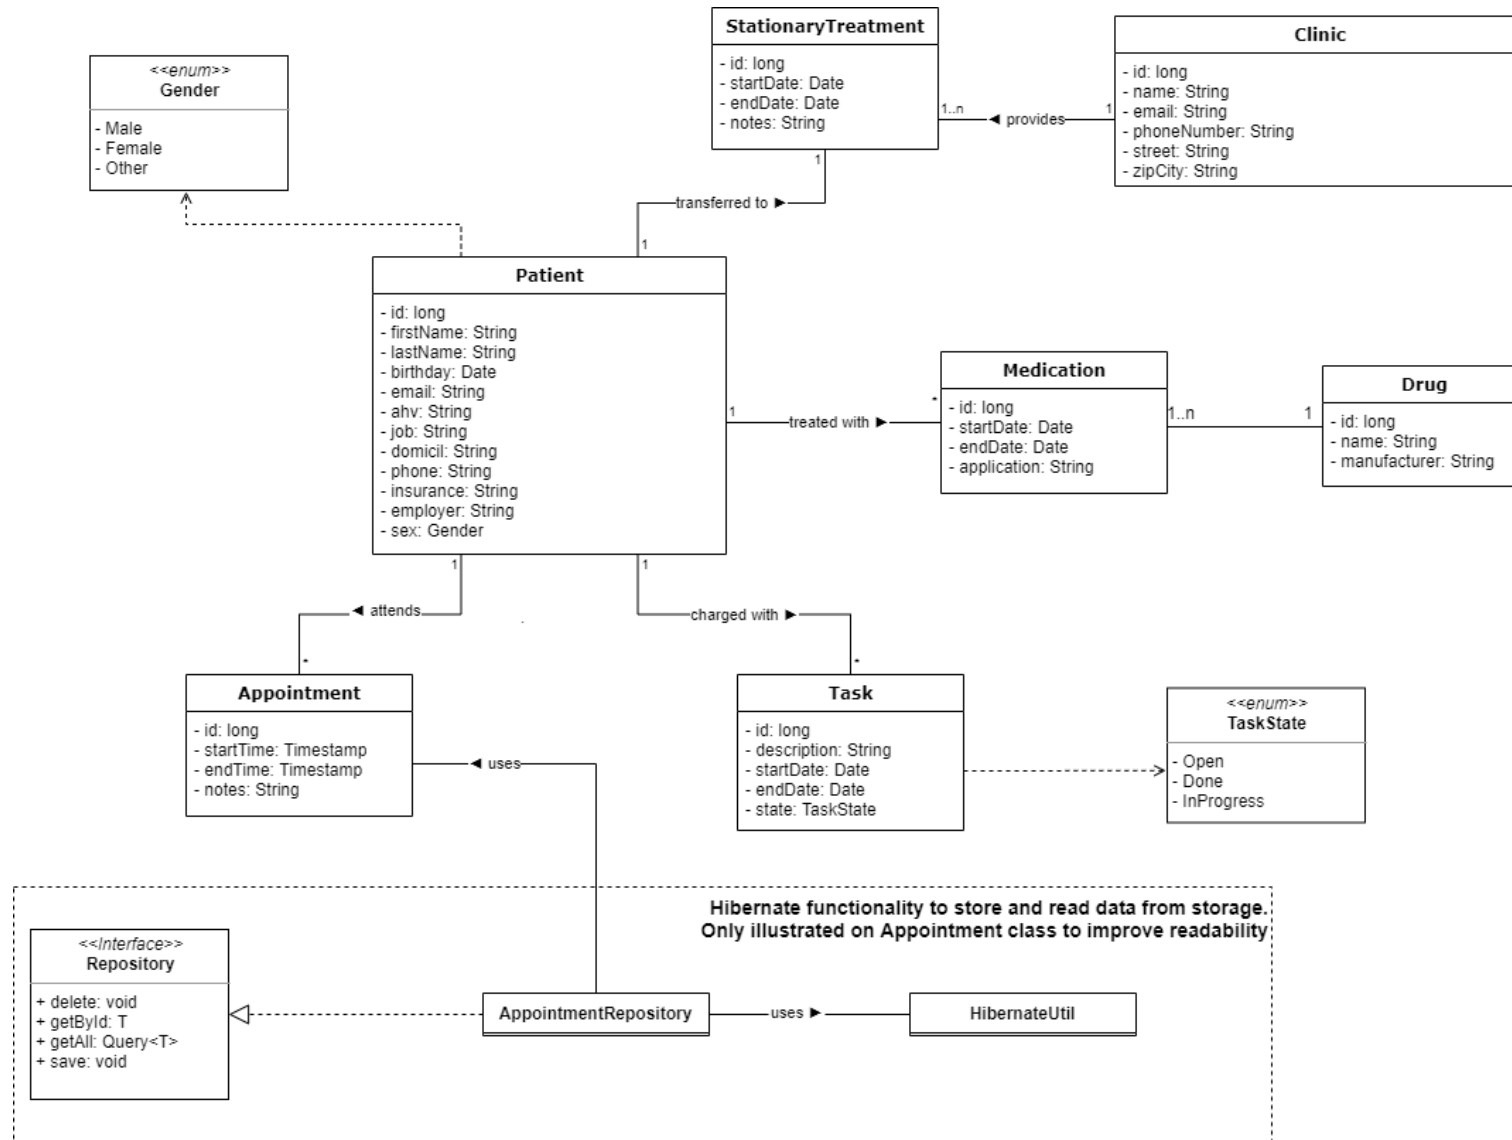 StationaryTreatment
- id: long
- startDate: Date
- endDate: Date
- notes: String
Clinic
- id: long
- name: String
- email: String
- phoneNumber: String
- street: String
- zipCity: String
1..n
◄ provides
1
<<enum>>
Gender
- Male
- Female
- Other
1
transferred to ►
1
Patient
- id: long
- firstName: String
- lastName: String
- birthday: Date
- email: String
- ahv: String
- job: String
- domicil: String
- phone: String
- insurance: String
- employer: String
- sex: Gender
1
treated with ►
*
Medication
- id: long
- startDate: Date
- endDate: Date
- application: String
1..n
1
Drug
- id: long
- name: String
- manufacturer: String
1
◄ attends
*
1
charged with ►
*
Appointment
- id: long
- startTime: Timestamp
- endTime: Timestamp
- notes: String
◄ uses
Task
- id: long
- description: String
- startDate: Date
- endDate: Date
- state: TaskState
<<enum>>
TaskState
- Open
- Done
- InProgress
Hibernate functionality to store and read data from storage.
Only illustrated on Appointment class to improve readability
<<Interface>>
Repository
+ delete: void
+ getById: T
+ getAll: Query<T>
+ save: void
AppointmentRepository
uses ►
HibernateUtil